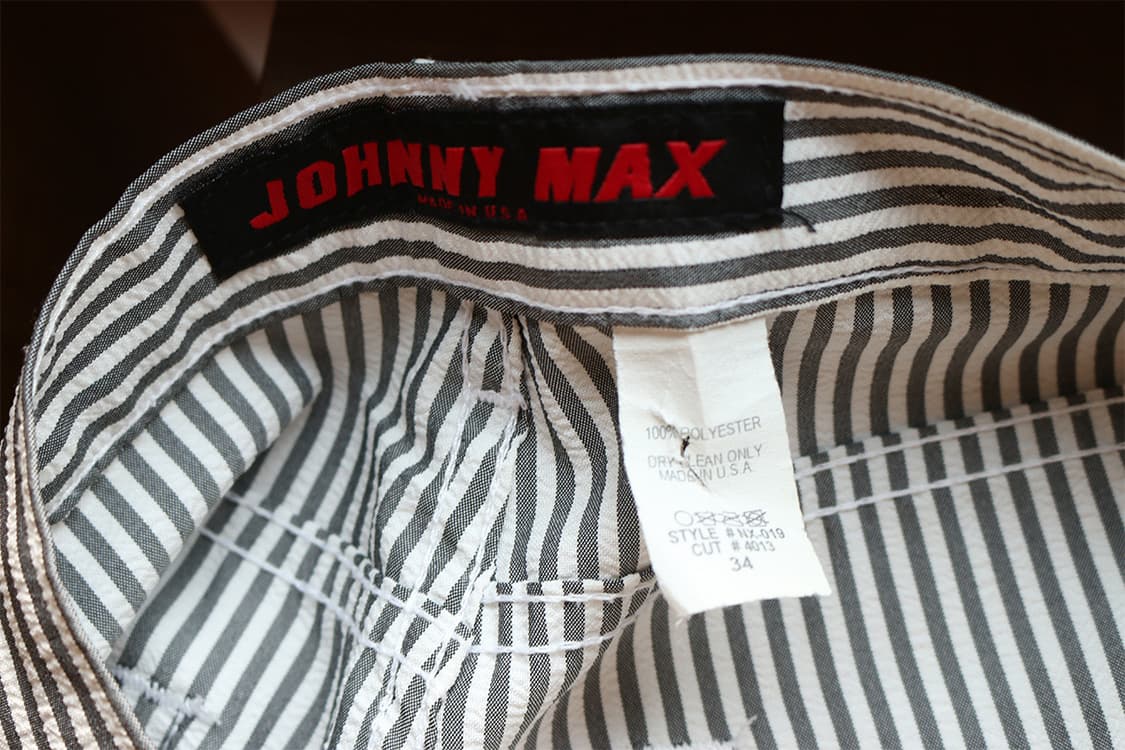 JOHNNY MAX
MADE IN U.S.A
100% POLYESTER
DRY CLEAN ONLY
MADE IN U.S.A.
STYLE # NX-019
CUT # 4013
34